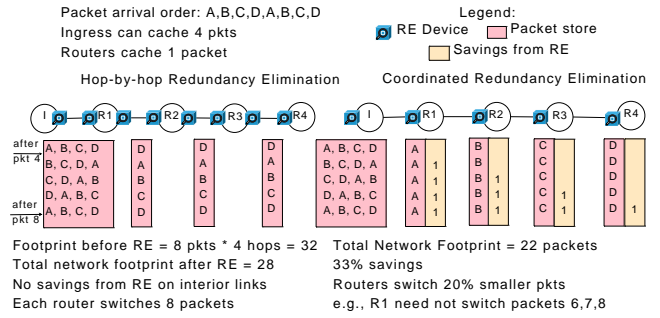 Packet arrival order: A,B,C,D,A,B,C,D
Ingress can cache 4 pkts
Routers cache 1 packet
Legend:
RE Device
Packet store
Savings from RE
Hop-by-hop Redundancy Elimination
I
R1
R2
R3
R4
after
pkt 4
after
pkt 8
A, B, C, D
B, C, D, A
C, D, A, B
D, A, B, C
A, B, C, D
D
A
B
C
D
D
A
B
C
D
D
A
B
C
D
Footprint before RE = 8 pkts * 4 hops = 32
Total network footprint after RE = 28
No savings from RE on interior links
Each router switches 8 packets
Coordinated Redundancy Elimination
I
R1
R2
R3
R4
A, B, C, D
B, C, D, A
C, D, A, B
D, A, B, C
A, B, C, D
A
A 1
A 1
A 1
A 1
B
B
B 1
B 1
B 1
C
C
C
C 1
C 1
D
D
D
D
D 1
Total Network Footprint = 22 packets
33% savings
Routers switch 20% smaller pkts
e.g., R1 need not switch packets 6,7,8